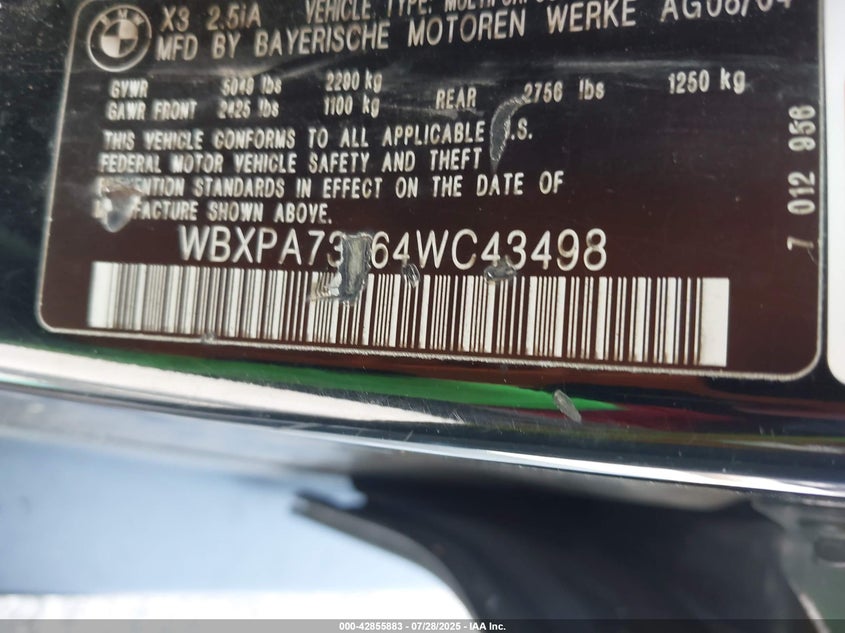 BMW
X3 2.5iA VEHICLE TYPE:
MFD BY BAYERISCHE MOTOREN WERKE AG08/04
GVWR 5049 lbs 2290 kg
GAWR FRONT 2425 lbs 1100 kg REAR 2756 lbs 1250 kg
THIS VEHICLE CONFORMS TO ALL APPLICABLE .S.
FEDERAL MOTOR VEHICLE SAFETY AND THEFT
STANDARDS IN EFFECT ON THE DATE OF
SHOWN ABOVE.
WBXPA73 64WC43498
7 012 956
000-42855883 / 07/28/2025 - IAA Inc.